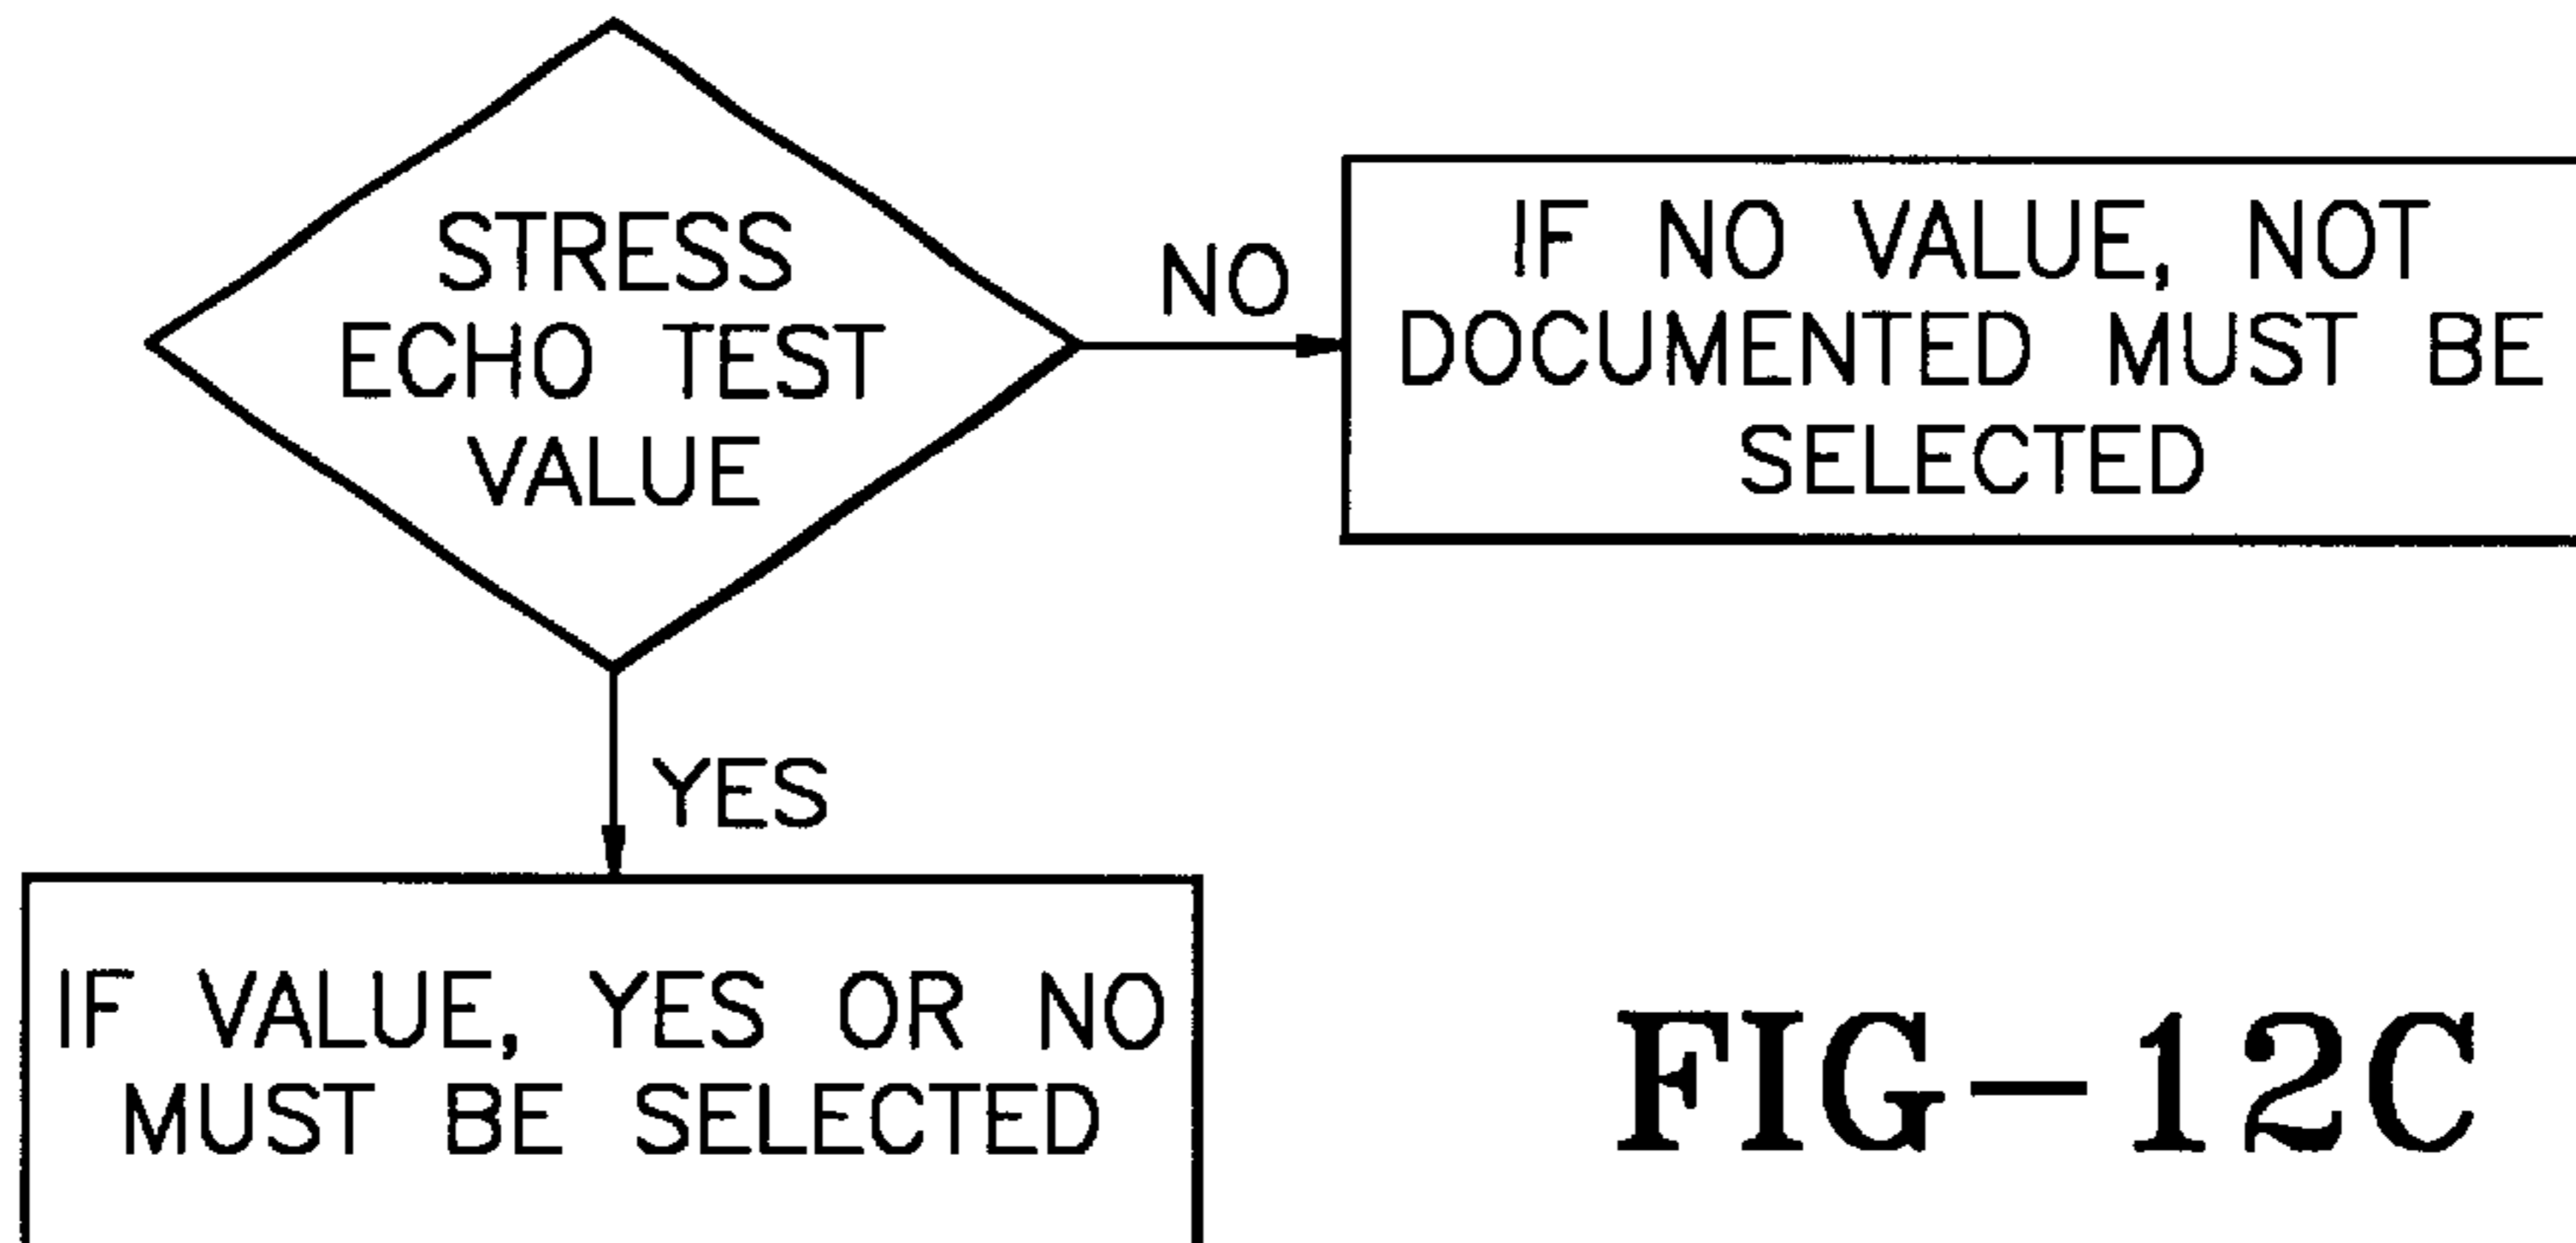 STRESS
ECHO TEST
VALUE
NO
IF NO VALUE, NOT
DOCUMENTED MUST BE
SELECTED
YES
IF VALUE, YES OR NO
MUST BE SELECTED
FIG-12C